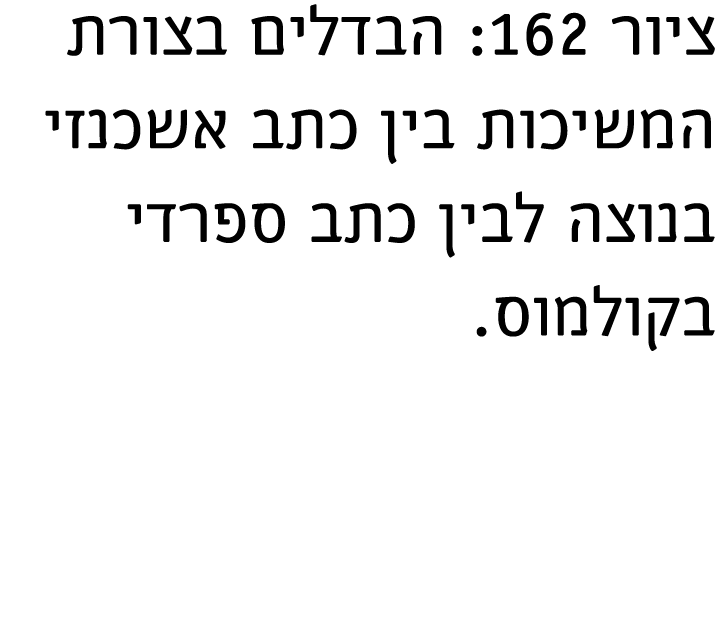 ציור 162: הבדלים בצורת
המשיכות בין כתב אשכנזי
בנוצה לבין כתב ספרדי
בקולמוס.